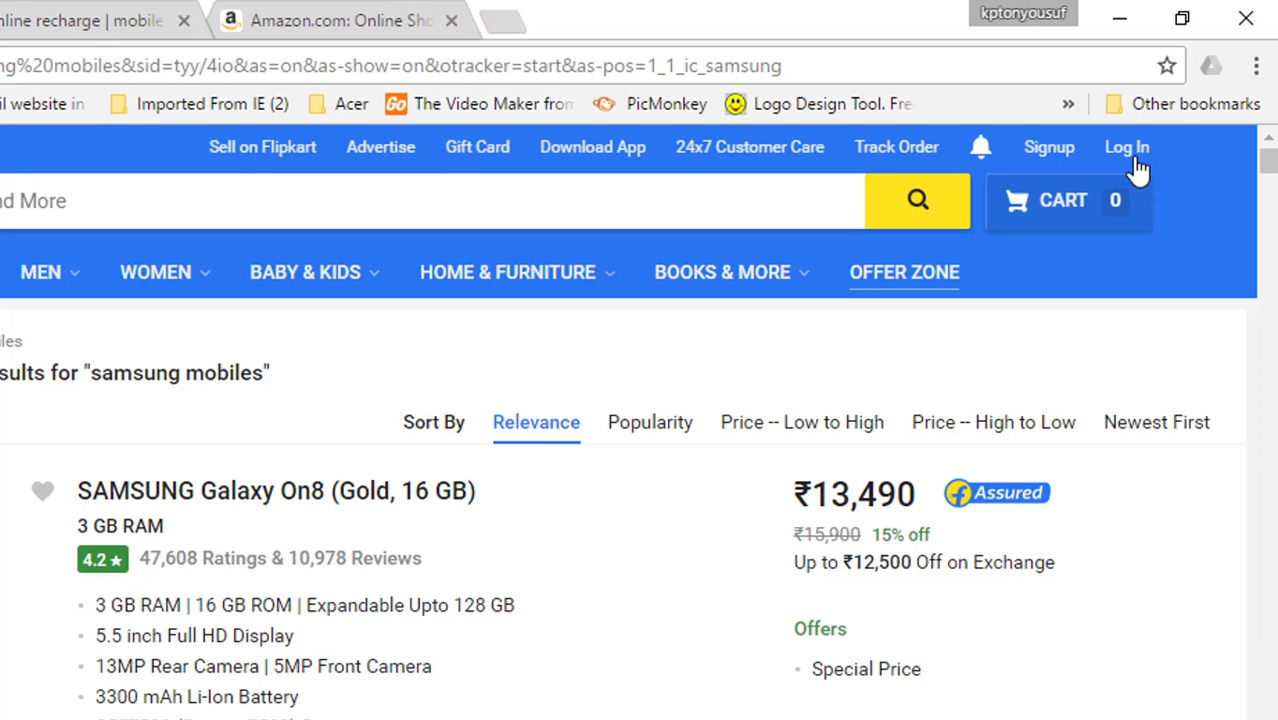 nline recharge | mobile
Amazon.com: Online Sho
kptonyousuf
ng%20mobiles&sid=tyy/4io&as=on&as-show=on&otracker=start&as-pos=1_1_ic_samsung
il website in
Imported From IE (2)
Acer
Go
The Video Maker from
PicMonkey
Logo Design Tool. Fre
»
Other bookmarks
Sell on Flipkart
Advertise
Gift Card
Download App
24x7 Customer Care
Track Order
Signup
Log In
nd More
CART 0
MEN
WOMEN
BABY & KIDS
HOME & FURNITURE
BOOKS & MORE
OFFER ZONE
iles
sults for "samsung mobiles"
Sort By
Relevance
Popularity
Price -- Low to High
Price -- High to Low
Newest First
SAMSUNG Galaxy On8 (Gold, 16 GB)
3 GB RAM
4.2 ★
47,608 Ratings & 10,978 Reviews
3 GB RAM | 16 GB ROM | Expandable Upto 128 GB
5.5 inch Full HD Display
13MP Rear Camera | 5MP Front Camera
3300 mAh Li-Ion Battery
₹13,490
f Assured
₹15,900 15% off
Up to ₹12,500 Off on Exchange
Offers
Special Price